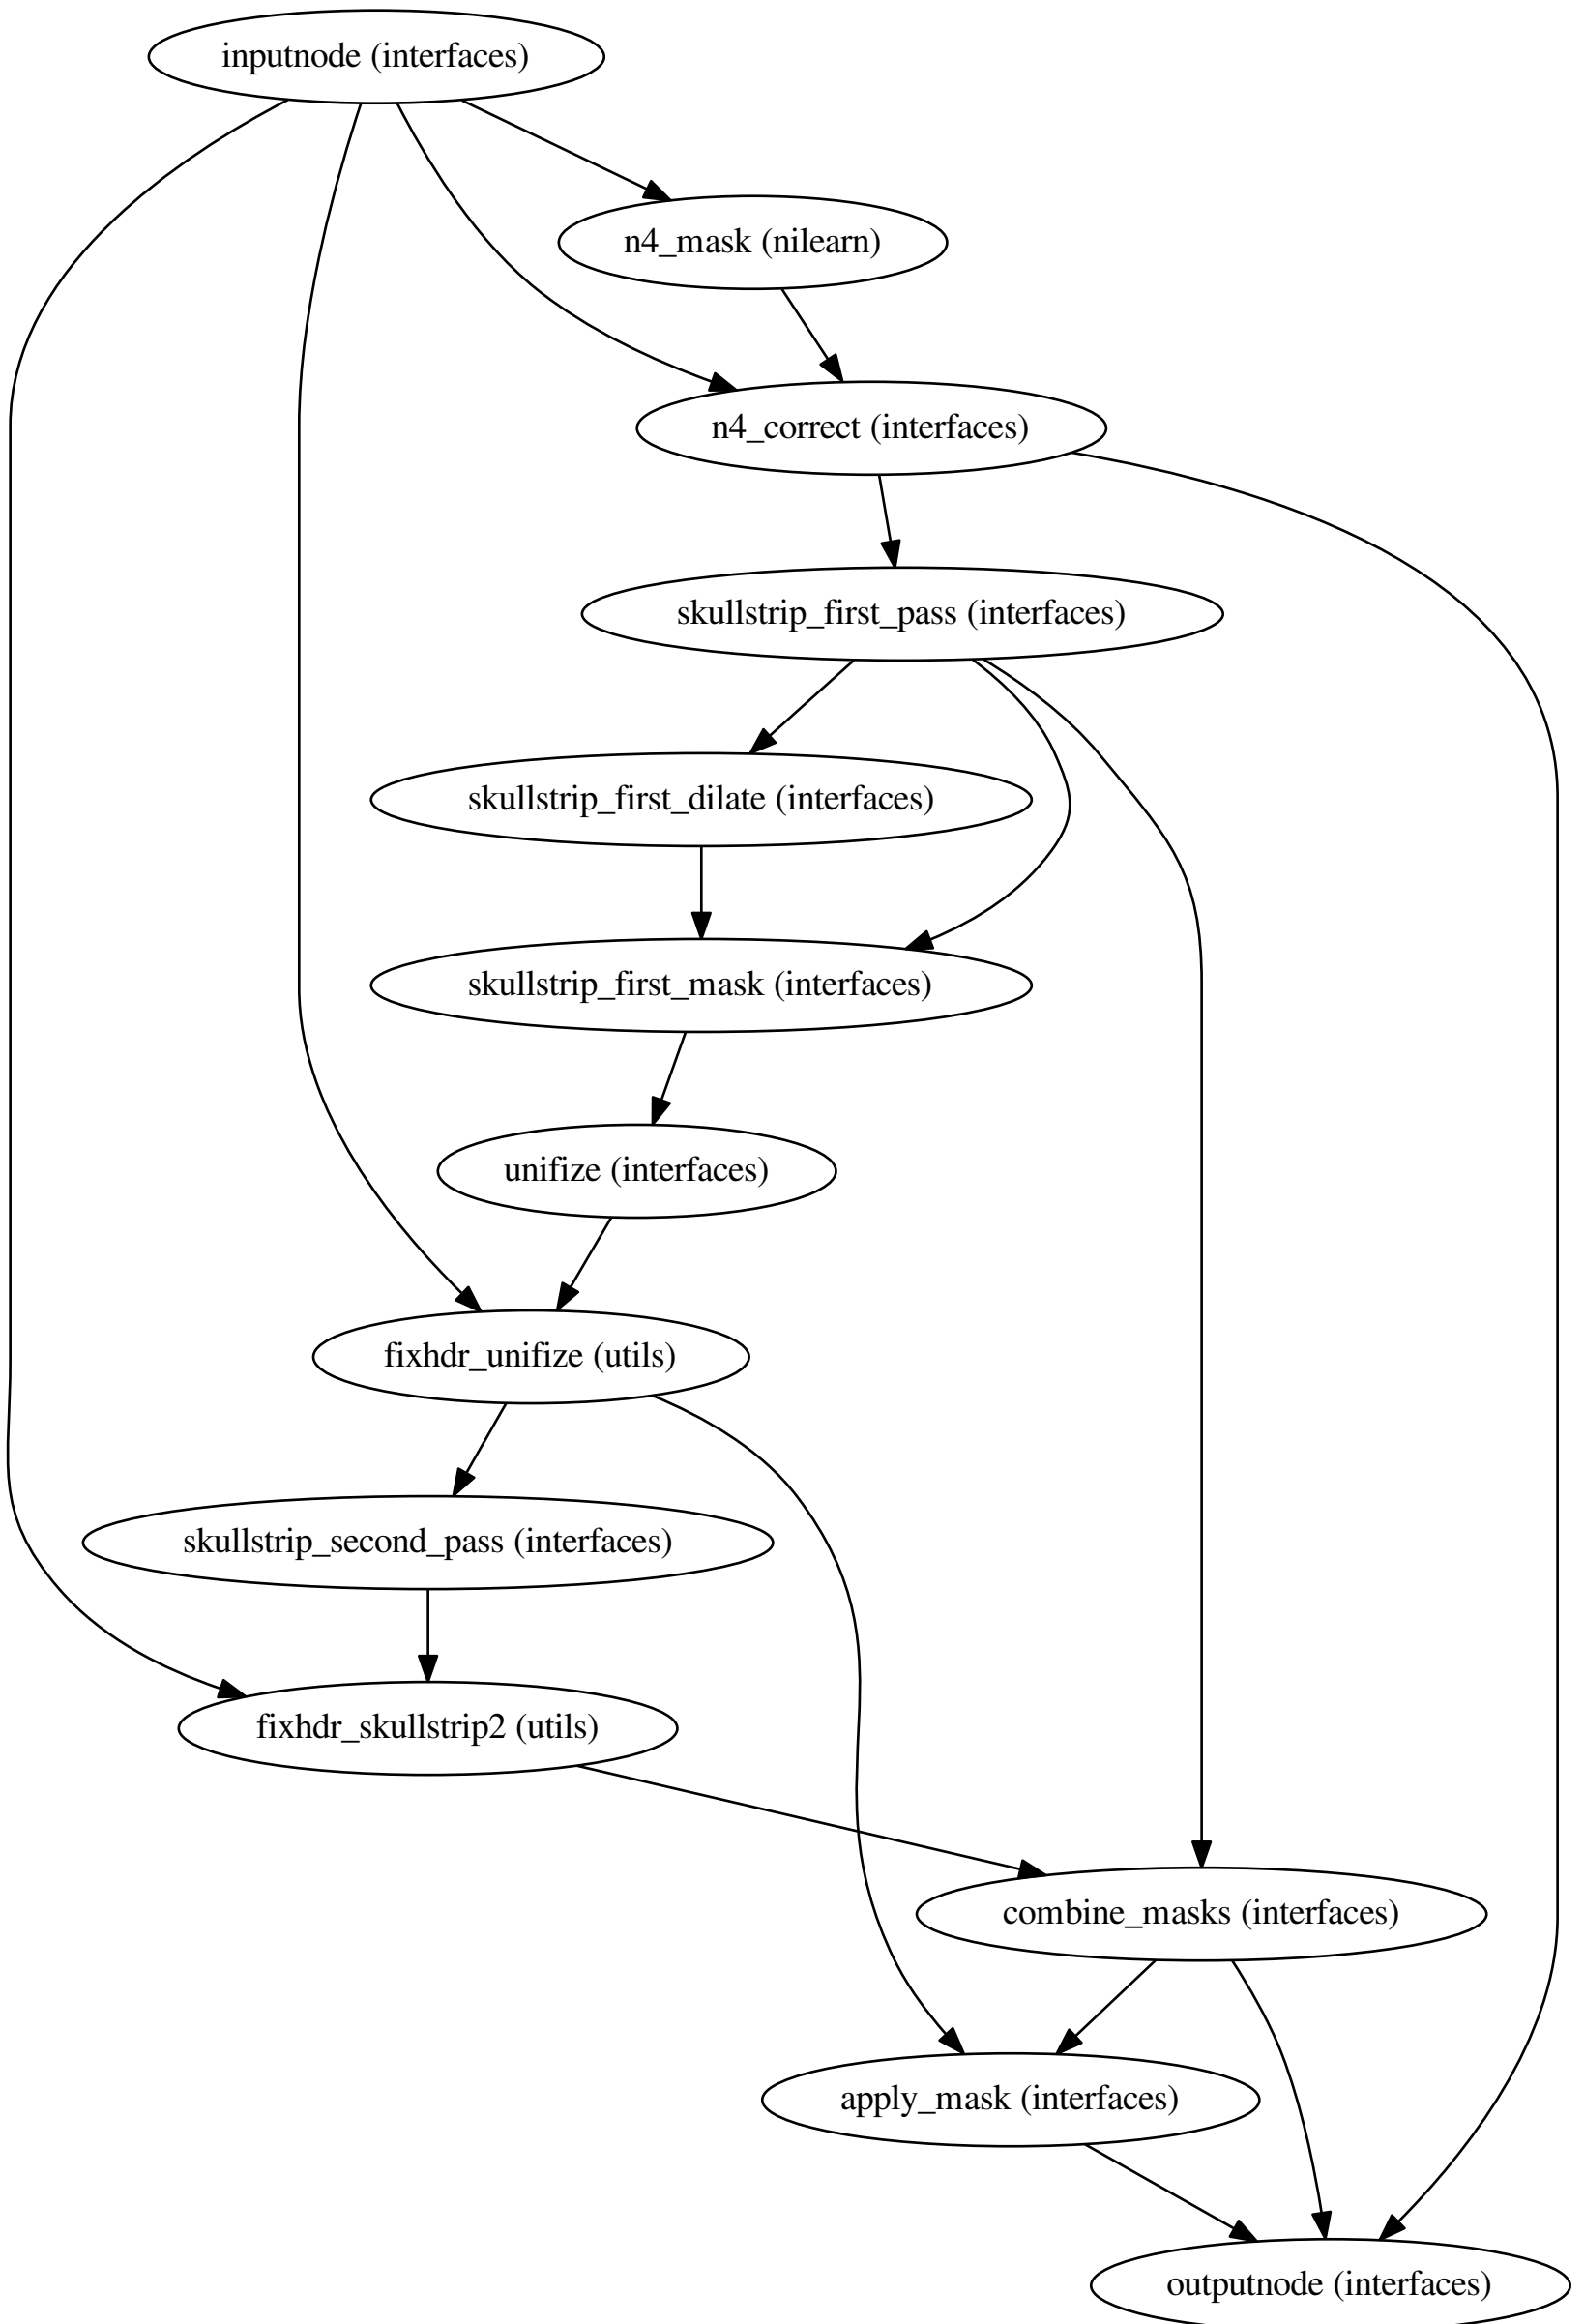 inputnode (interfaces)
n4_mask (nilearn)
n4_correct (interfaces)
skullstrip_first_pass (interfaces)
skullstrip_first_dilate (interfaces)
skullstrip_first_mask (interfaces)
unifize (interfaces)
fixhdr_unifize (utils)
skullstrip_second_pass (interfaces)
fixhdr_skullstrip2 (utils)
combine_masks (interfaces)
apply_mask (interfaces)
outputnode (interfaces)